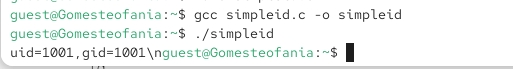 guest@Gomesteofania:~$ gcc simpleid.c -o simpleid
guest@Gomesteofania:~$ ./simpleid
uid=1001,gid=1001\nguest@Gomesteofania:~$